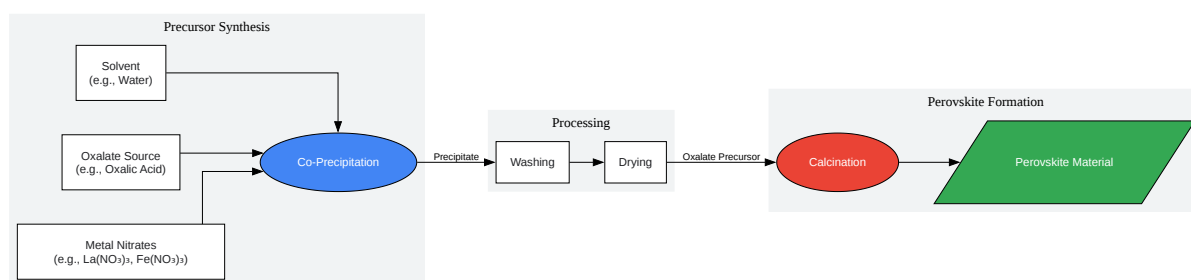 Precursor Synthesis
Solvent
(e.g., Water)
Oxalate Source
(e.g., Oxalic Acid)
Metal Nitrates
(e.g., La(NO₃)₃, Fe(NO₃)₃)
Co-Precipitation
Precipitate
Processing
Washing
Drying
Oxalate Precursor
Perovskite Formation
Calcination
Perovskite Material